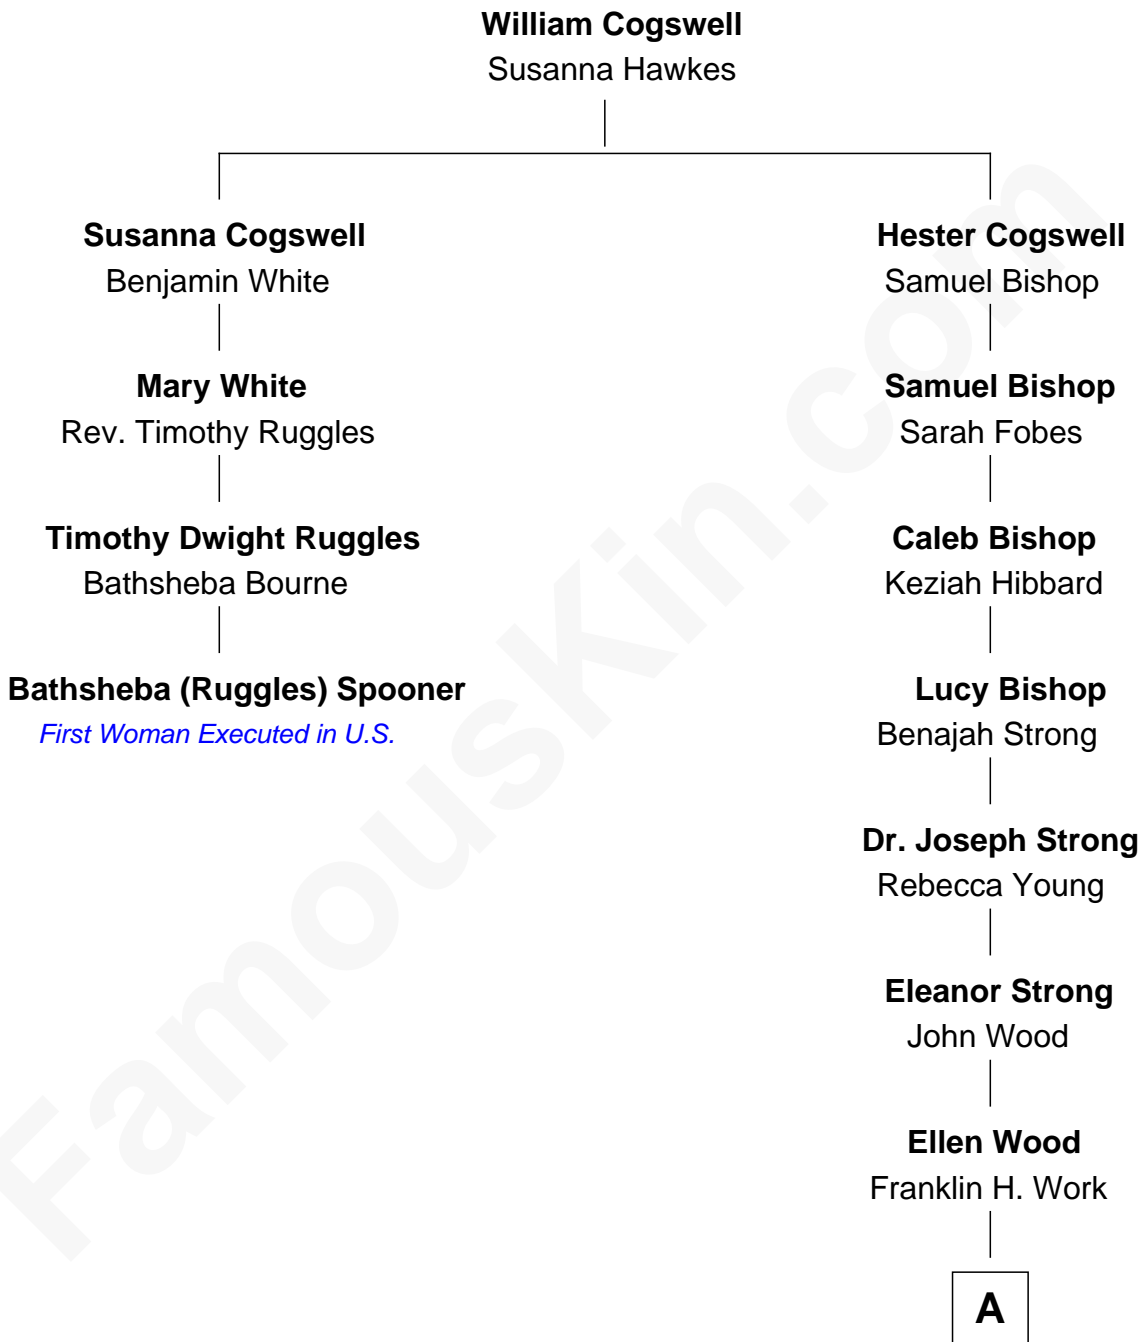 William Cogswell
Susanna Hawkes
Susanna Cogswell
Benjamin White
Mary White
Rev. Timothy Ruggles
Timothy Dwight Ruggles
Bathsheba Bourne
Bathsheba (Ruggles) Spooner
First Woman Executed in U.S.
Hester Cogswell
Samuel Bishop
Samuel Bishop
Sarah Fobes
Caleb Bishop
Keziah Hibbard
Lucy Bishop
Benajah Strong
Dr. Joseph Strong
Rebecca Young
Eleanor Strong
John Wood
Ellen Wood
Franklin H. Work
A
FamousKin.com